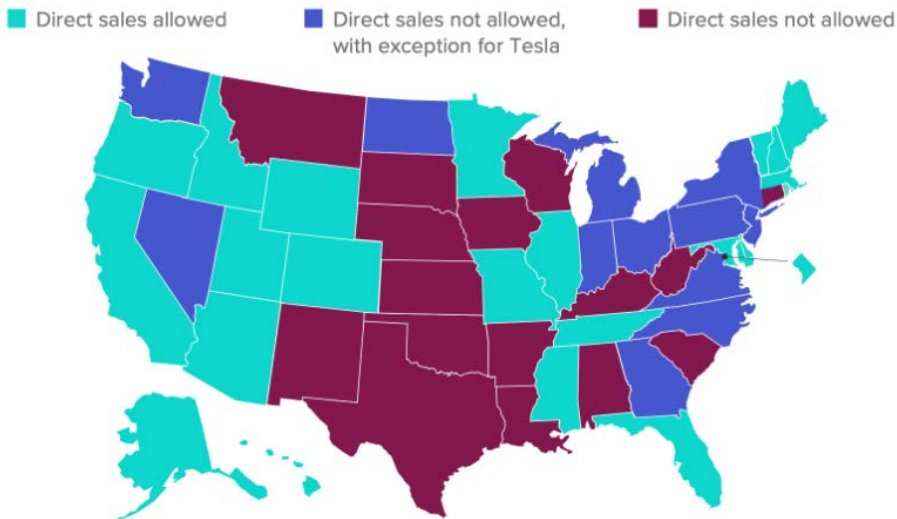 Direct sales allowed
Direct sales not allowed,
with exception for Tesla
Direct sales not allowed